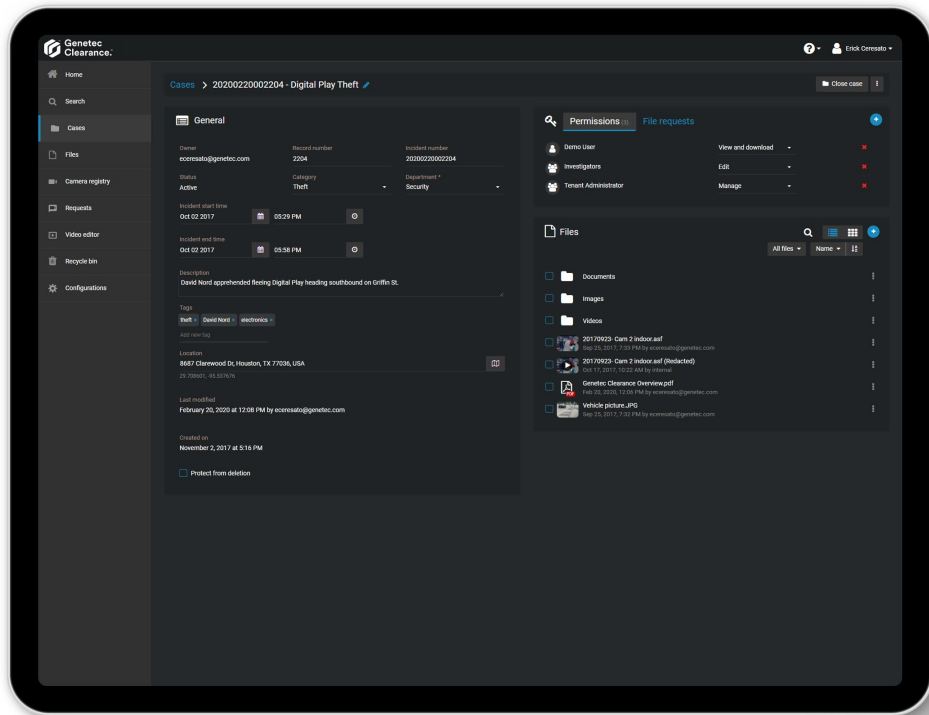 Genetec
Clearance.
Erick Ceresato
Home
Search
Cases
Files
Camera registry
Requests
Video editor
Recycle bin
Configurations
Cases > 20200220002204 - Digital Play Theft
Close case
General
Owner Record number Incident number
eceresato@genetec.com 2204 20200220002204
Status Category Department *
Active Theft Security
Incident start time
Oct 02 2017 05:29 PM
Incident end time
Oct 02 2017 05:58 PM
Description
David Nord apprehended fleeing Digital Play heading southbound on Griffin St.
Tags
theft × David Nord × electronics ×
Add new tag
Location
8687 Clarewood Dr, Houston, TX 77036, USA
29.708601, -95.537676
Last modified
February 20, 2020 at 12:08 PM by eceresato@genetec.com
Created on
November 2, 2017 at 5:16 PM
Protect from deletion
Permissions (3) File requests
Demo User View and download
Investigators Edit
Tenant Administrator Manage
Files
All files Name
Documents
Images
Videos
20170923- Cam 2 indoor.asf
Sep 25, 2017, 7:33 PM by eceresato@genetec.com
20170923- Cam 2 indoor.asf (Redacted)
Oct 17, 2017, 10:22 AM by internal
PDF
Genetec Clearance Overview.pdf
Feb 20, 2020, 12:06 PM by eceresato@genetec.com
Vehicle picture.JPG
Sep 25, 2017, 7:32 PM by eceresato@genetec.com